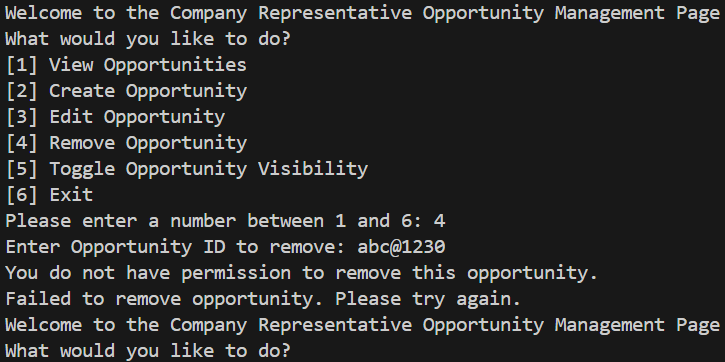 Welcome to the Company Representative Opportunity Management Page
What would you like to do?
[1] View Opportunities
[2] Create Opportunity
[3] Edit Opportunity
[4] Remove Opportunity
[5] Toggle Opportunity Visibility
[6] Exit
Please enter a number between 1 and 6: 4
Enter Opportunity ID to remove: abc@1230
You do not have permission to remove this opportunity.
Failed to remove opportunity. Please try again.
Welcome to the Company Representative Opportunity Management Page
What would you like to do?